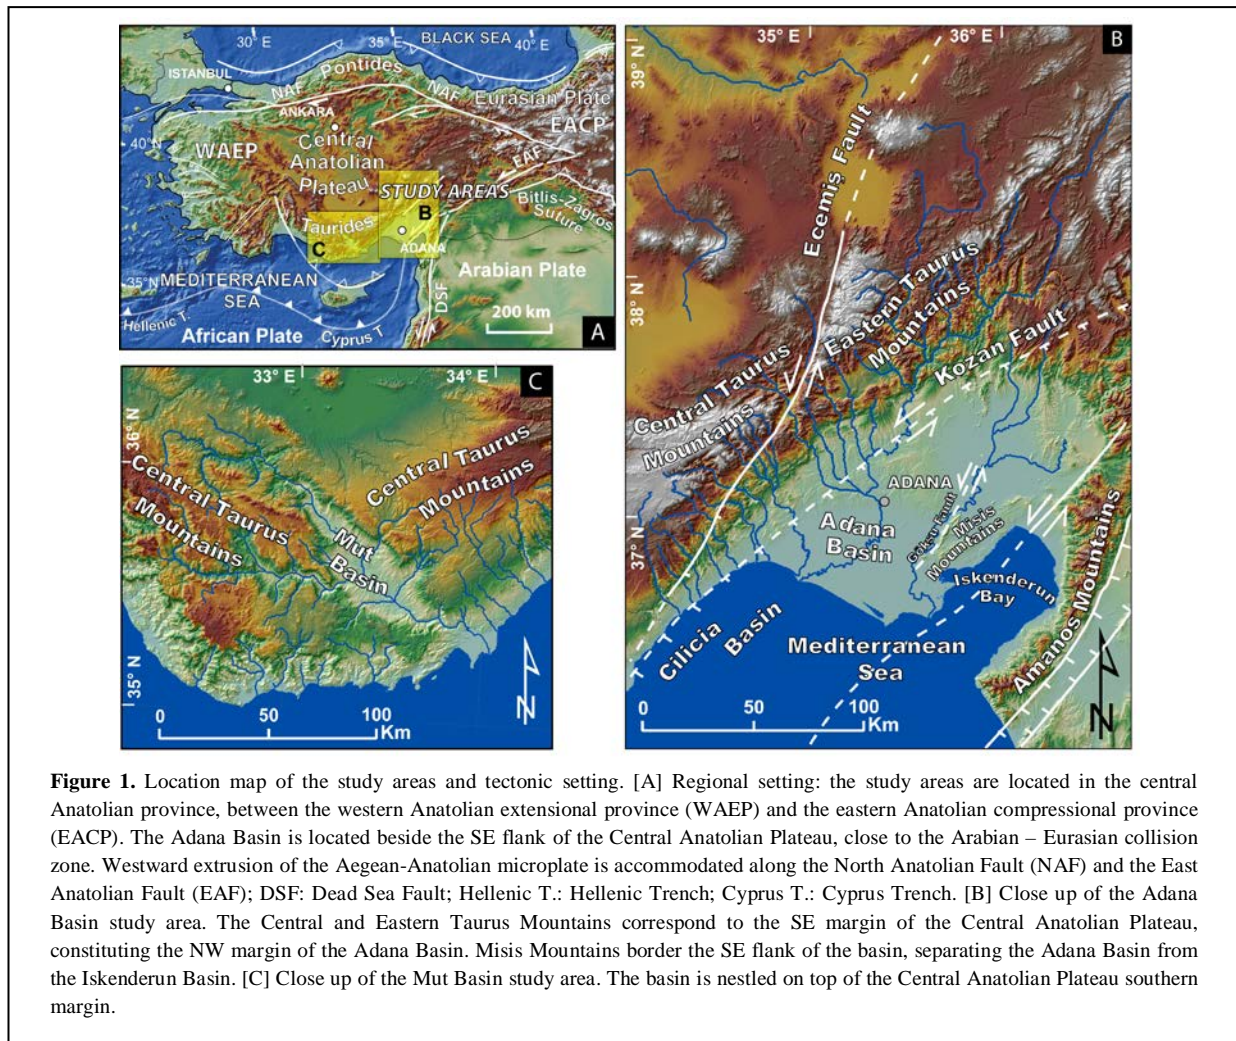 30° E
35° E
BLACK SEA
40° E
ISTANBUL
Pontides
NAF
NAF
ANKARA
Eurasian Plate
EACP
40° N
WAEP
Central
Anatolian
Plateau
EAF
STUDY AREAS
Bitlis-Zagros
Suture
Taurides
B
C
ADANA
35° N
MEDITERRANEAN
SEA
Arabian Plate
DSF
Hellenic T.
African Plate
Cyprus T
200 km
A
33° E
34° E
C
36° N
Central Taurus
Mountains
Central Taurus
Mountains
Mut
Basin
35° N
0
50
100
Km
N
35° E
36° E
B
39° N
Ecemis Fault
38° N
Eastern Taurus
Mountains
Kozan Fault
Central Taurus
Mountains
ADANA
Adana
Basin
Misis
Mountains
37° N
Iskenderun
Bay
Cilicia
Basin
Mediterranean
Sea
Amanos Mountains
0
50
100
Km
N
Figure 1. Location map of the study areas and tectonic setting. [A] Regional setting: the study areas are located in the central
Anatolian province, between the western Anatolian extensional province (WAEP) and the eastern Anatolian compressional province
(EACP). The Adana Basin is located beside the SE flank of the Central Anatolian Plateau, close to the Arabian – Eurasian collision
zone. Westward extrusion of the Aegean-Anatolian microplate is accommodated along the North Anatolian Fault (NAF) and the East
Anatolian Fault (EAF); DSF: Dead Sea Fault; Hellenic T.: Hellenic Trench; Cyprus T.: Cyprus Trench. [B] Close up of the Adana
Basin study area. The Central and Eastern Taurus Mountains correspond to the SE margin of the Central Anatolian Plateau,
constituting the NW margin of the Adana Basin. Misis Mountains border the SE flank of the basin, separating the Adana Basin from
the Iskenderun Basin. [C] Close up of the Mut Basin study area. The basin is nestled on top of the Central Anatolian Plateau southern
margin.